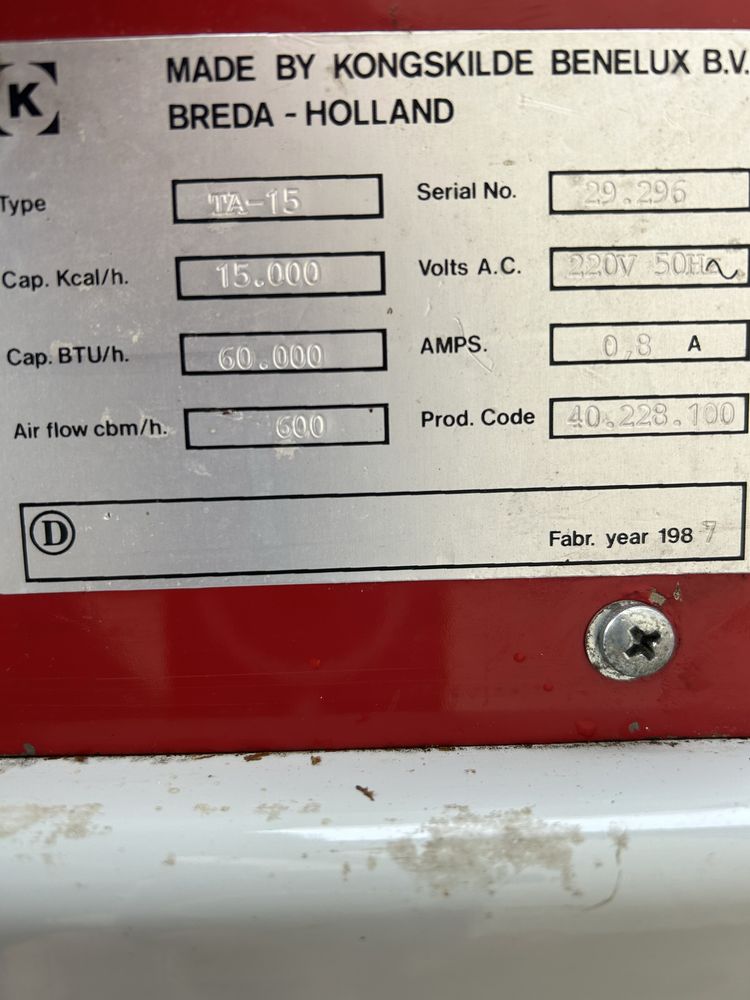 K
MADE BY KONGSKILDE BENELUX B.V.
BREDA - HOLLAND
Type TA-15 Serial No. 29.296
Cap. Kcal/h. 15.000 Volts A.C. 220V 50H~
Cap. BTU/h. 60.000 AMPS. 0,8 A
Air flow cbm/h. 600 Prod. Code 40.228.100
D Fabr. year 1987